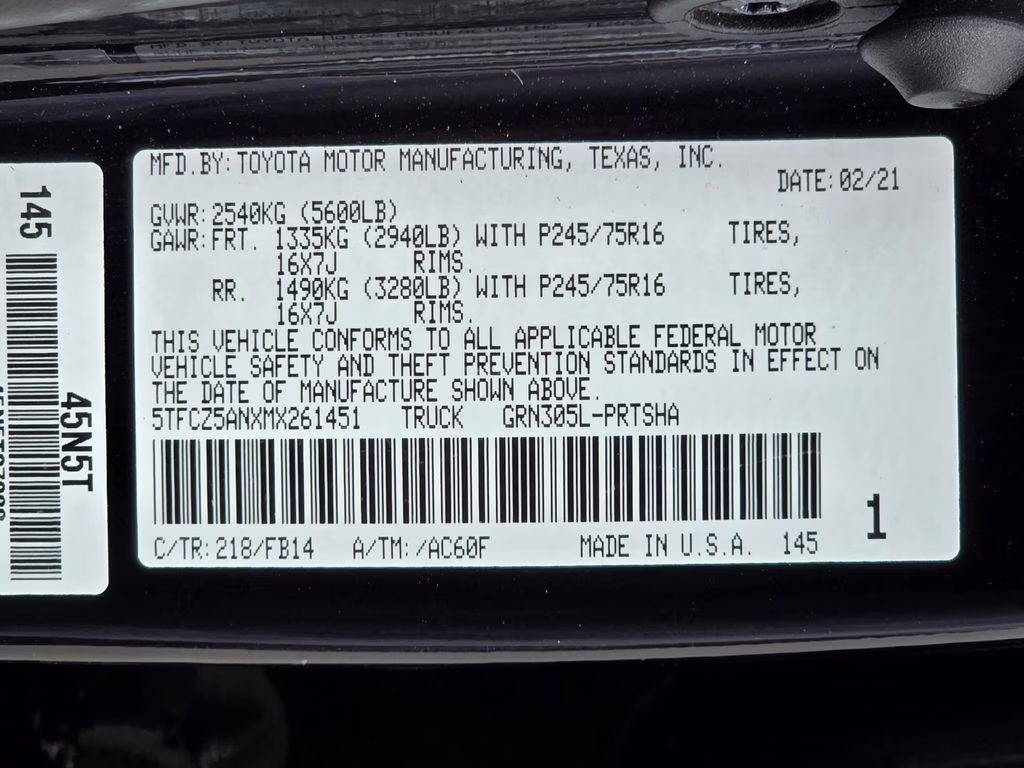 145
45N5T
MFD.BY:TOYOTA MOTOR MANUFACTURING, TEXAS, INC.
DATE:02/21
GVWR:2540KG (5600LB)
GAWR:FRT. 1335KG (2940LB) WITH P245/75R16 TIRES,
16X7J RIMS.
RR. 1490KG (3280LB) WITH P245/75R16 TIRES,
16X7J RIMS.
THIS VEHICLE CONFORMS TO ALL APPLICABLE FEDERAL MOTOR
VEHICLE SAFETY AND THEFT PREVENTION STANDARDS IN EFFECT ON
THE DATE OF MANUFACTURE SHOWN ABOVE.
5TFCZ5ANXMX261451 TRUCK GRN305L-PRTSHA
1
C/TR:218/FB14 A/TM:/AC60F MADE IN U.S.A. 145